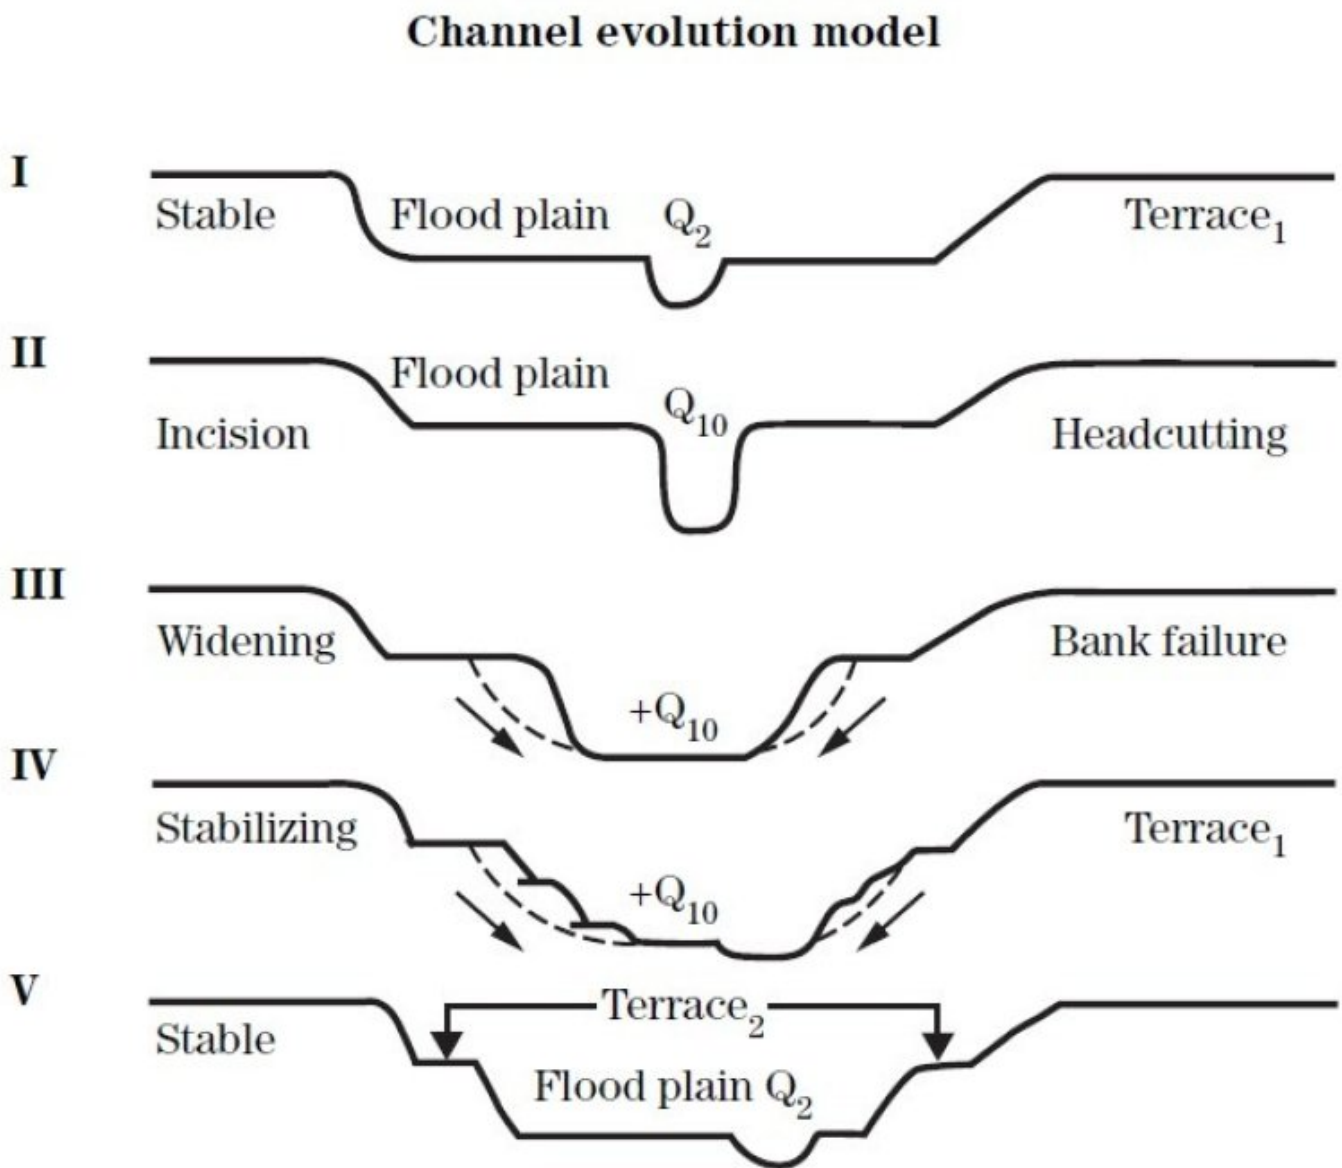 Channel evolution model
I
Stable Flood plain Q2 Terrace1
II
Flood plain
Q10
Incision Headcutting
III
Widening Bank failure
+Q10
IV
Stabilizing Terrace1
+Q10
V
Terrace2
Stable
Flood plain Q2